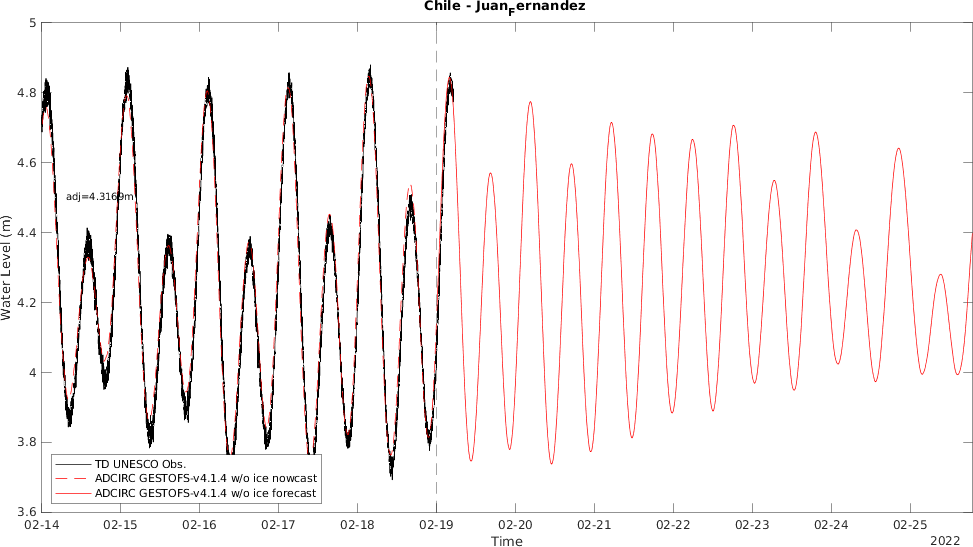 Chile - JuanFernandez
5
4.8
4.6
4.4
4.2
4
3.8
3.6
Water Level (m)
adj=4.3169m
TD UNESCO Obs.
ADCIRC GESTOFS-v4.1.4 w/o ice nowcast
ADCIRC GESTOFS-v4.1.4 w/o ice forecast
02-14 02-15 02-16 02-17 02-18 02-19 02-20 02-21 02-22 02-23 02-24 02-25
Time
2022